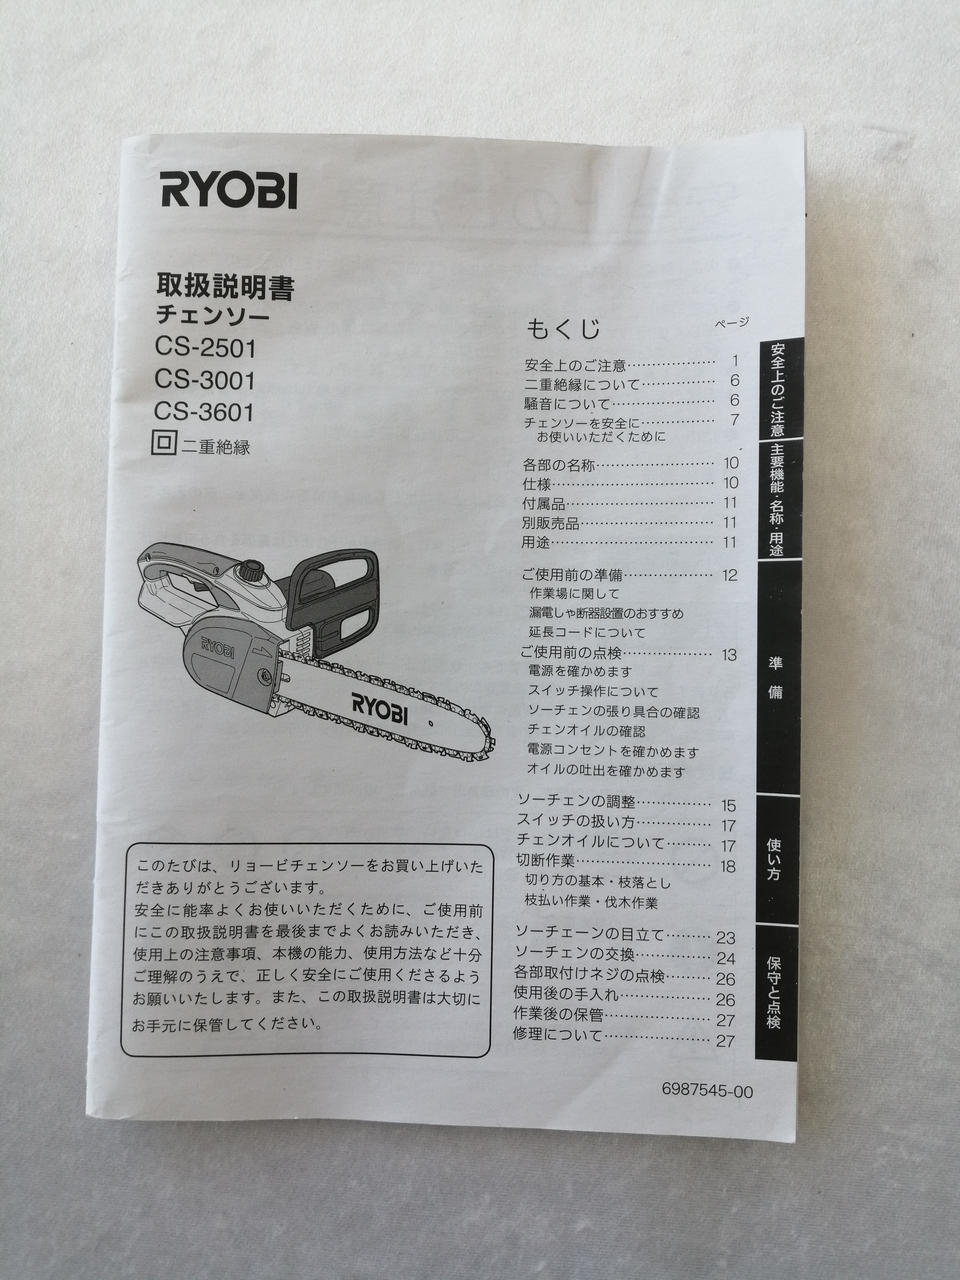 RYOBI
取扱説明書
チェンソー
CS-2501
CS-3001
CS-3601
二重絶縁
RYOBI
RYOBI
このたびは、リョービチェンソーをお買い上げいた
だきありがとうございます。
安全に能率よくお使いいただくために、ご使用前
にこの取扱説明書を最後までよくお読みいただき、
使用上の注意事項、本機の能力、使用方法など十分
ご理解のうえで、正しく安全にご使用くださるよう
お願いいたします。また、この取扱説明書は大切に
お手元に保管してください。
もくじ ページ
安全上のご注意………………… 1
二重絶縁について……………… 6
騒音について…………………… 6
チェンソーを安全に…………… 7
お使いいただくために
各部の名称…………………… 10
仕様…………………………… 10
付属品………………………… 11
別販売品……………………… 11
用途…………………………… 11
ご使用前の準備……………… 12
作業場に関して
漏電しゃ断器設置のおすすめ
延長コードについて
ご使用前の点検……………… 13
電源を確かめます
スイッチ操作について
ソーチェンの張り具合の確認
チェンオイルの確認
電源コンセントを確かめます
オイルの吐出を確かめます
ソーチェンの調整…………… 15
スイッチの扱い方…………… 17
チェンオイルについて……… 17
切断作業……………………… 18
切り方の基本・枝落とし
枝払い作業・伐木作業
ソーチェーンの目立て……… 23
ソーチェンの交換…………… 24
各部取付けネジの点検……… 26
使用後の手入れ……………… 26
作業後の保管………………… 27
修理について………………… 27
安全上のご注意
主要機能・名称・用途
準備
使い方
保守と点検
6987545-00